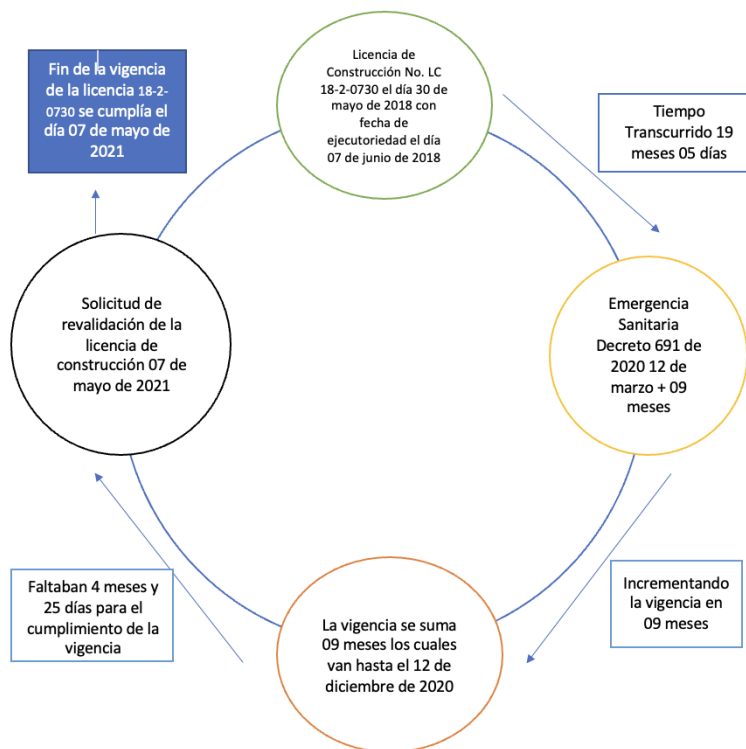 Licencia de
Construcción No. LC
18-2-0730 el día 30 de
mayo de 2018 con
fecha de
ejecutoriedad el día
07 de junio de 2018
Tiempo
Transcurrido 19
meses 05 días
Emergencia
Sanitaria
Decreto 691 de
2020 12 de
marzo + 09
meses
Incrementando
la vigencia en
09 meses
La vigencia se suma
09 meses los cuales
van hasta el 12 de
diciembre de 2020
Faltaban 4 meses y
25 días para el
cumplimiento de la
vigencia
Solicitud de
revalidación de la
licencia de
construcción 07 de
mayo de 2021
Fin de la vigencia
de la licencia 18-2-
0730 se cumplía el
día 07 de mayo de
2021